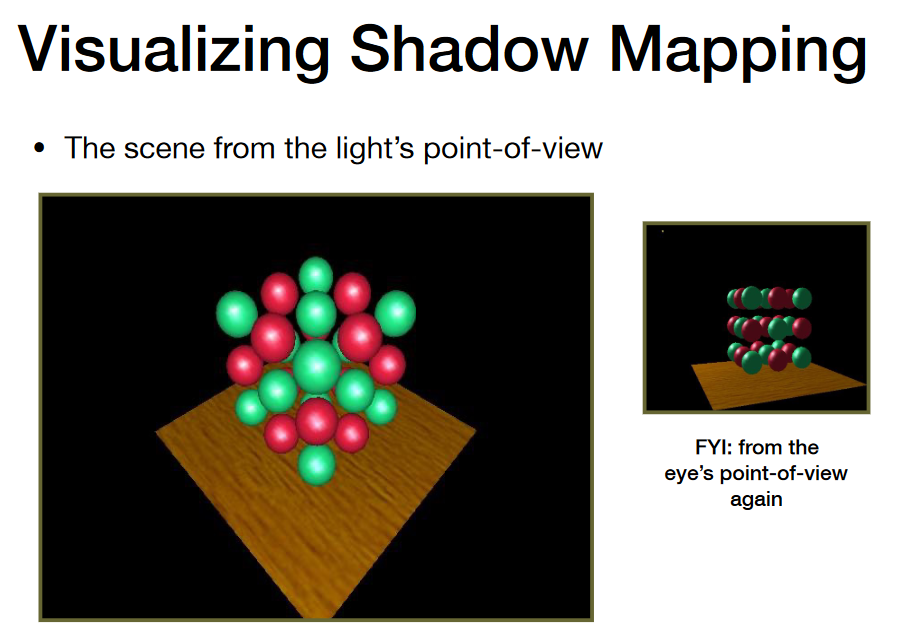 Visualizing Shadow Mapping
• The scene from the light’s point-of-view
FYI: from the
eye’s point-of-view
again